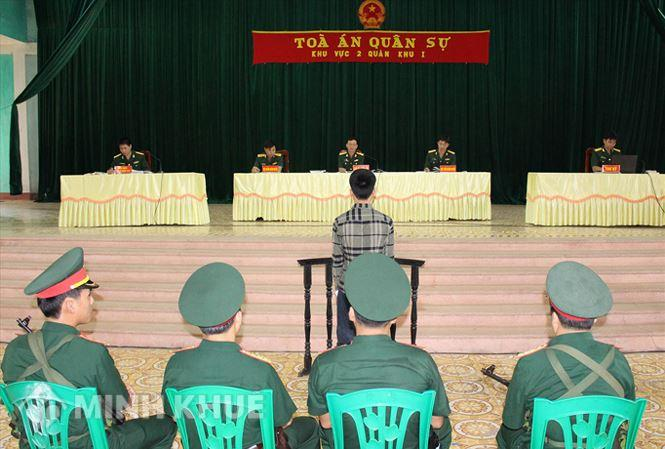 TOÀ ÁN QUÂN SỰ
KHU VỰC 2 QUÂN KHU I
MINH KHUE